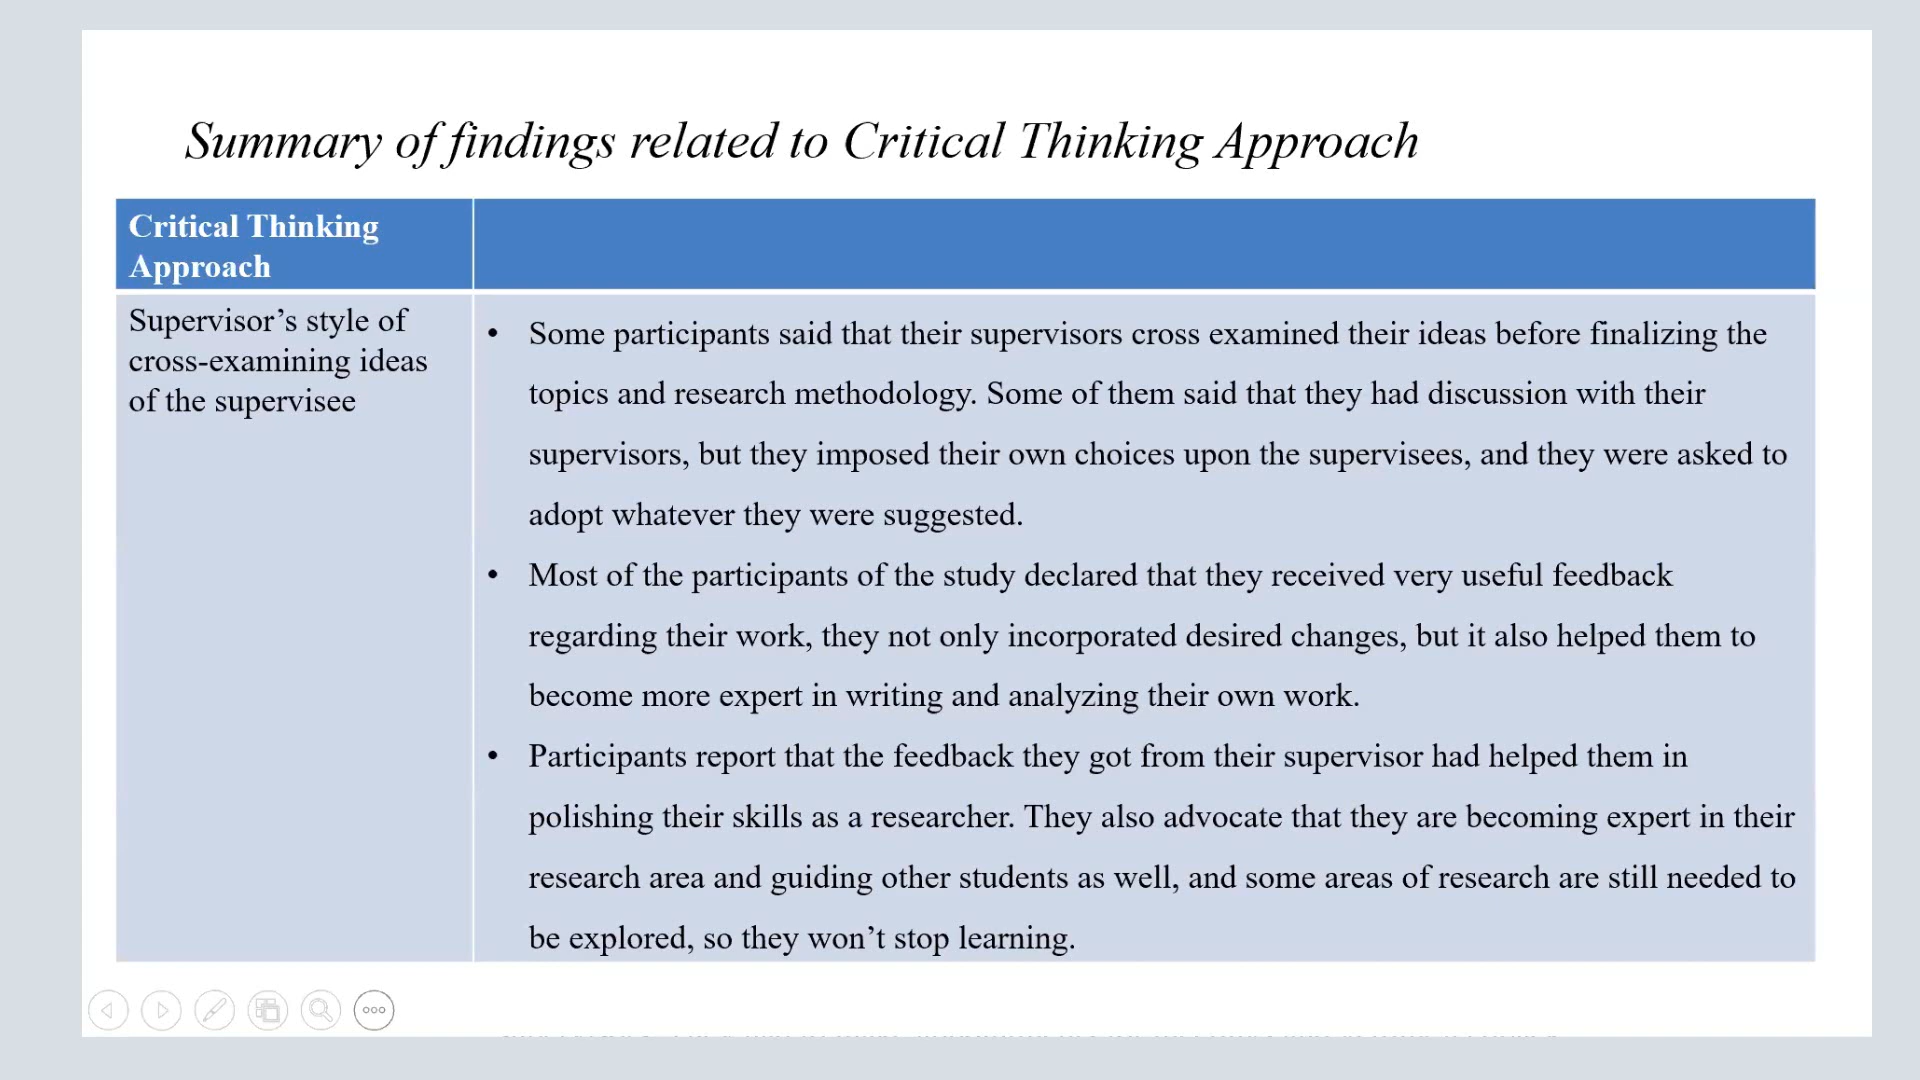 Summary of findings related to Critical Thinking Approach
Critical Thinking
Approach
Supervisor’s style of
cross-examining ideas
of the supervisee
• Some participants said that their supervisors cross examined their ideas before finalizing the
topics and research methodology. Some of them said that they had discussion with their
supervisors, but they imposed their own choices upon the supervisees, and they were asked to
adopt whatever they were suggested.
• Most of the participants of the study declared that they received very useful feedback
regarding their work, they not only incorporated desired changes, but it also helped them to
become more expert in writing and analyzing their own work.
• Participants report that the feedback they got from their supervisor had helped them in
polishing their skills as a researcher. They also advocate that they are becoming expert in their
research area and guiding other students as well, and some areas of research are still needed to
be explored, so they won’t stop learning.